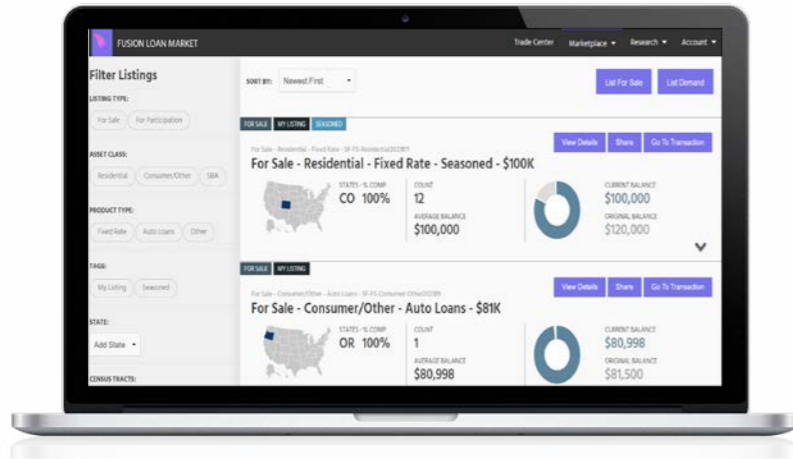 FUSION LOAN MARKET
Trade Center Marketplace Research Account
Filter Listings
LISTING TYPE:
For Sale For Participation
ASSET CLASS:
Residential Consumer/Other SBA
PRODUCT TYPE:
Fixed Rate Auto Loans Other
TAGS:
My Listing Seasoned
STATE:
Add State
CENSUS TRACTS:
SORT BY: Newest First
List For Sale List Demand
FOR SALE MY LISTING SEASONED
For Sale - Residential - Fixed Rate - Seasoned - $100K
View Details Share Go To Transaction
STATES - % COMP
CO 100%
COUNT
12
AVERAGE BALANCE
$100,000
CURRENT BALANCE
$100,000
ORIGINAL BALANCE
$120,000
FOR SALE MY LISTING
For Sale - Consumer/Other - Auto Loans - $81K
View Details Share Go To Transaction
STATES - % COMP
OR 100%
COUNT
1
AVERAGE BALANCE
$80,998
CURRENT BALANCE
$80,998
ORIGINAL BALANCE
$81,500